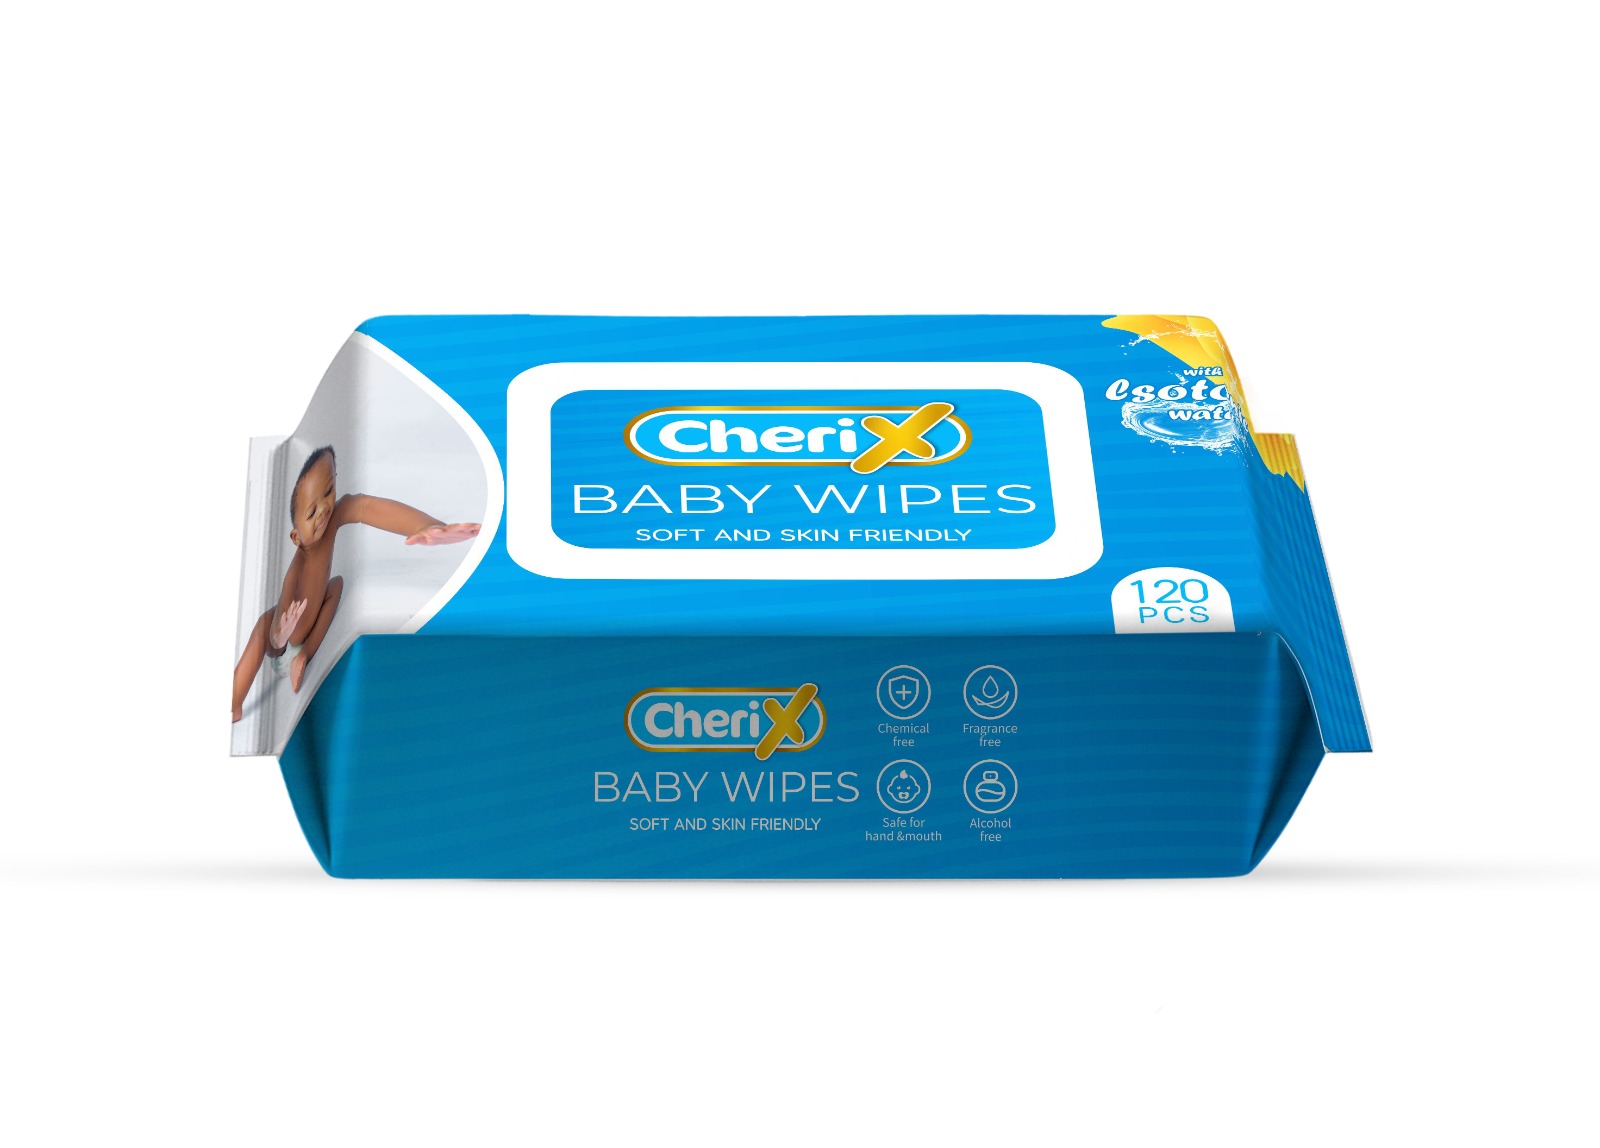 CheriX
BABY WIPES
SOFT AND SKIN FRIENDLY
with
120
PCS
CheriX
BABY WIPES
SOFT AND SKIN FRIENDLY
Chemical
free
Fragrance
free
Safe for
hand &mouth
Alcohol
free